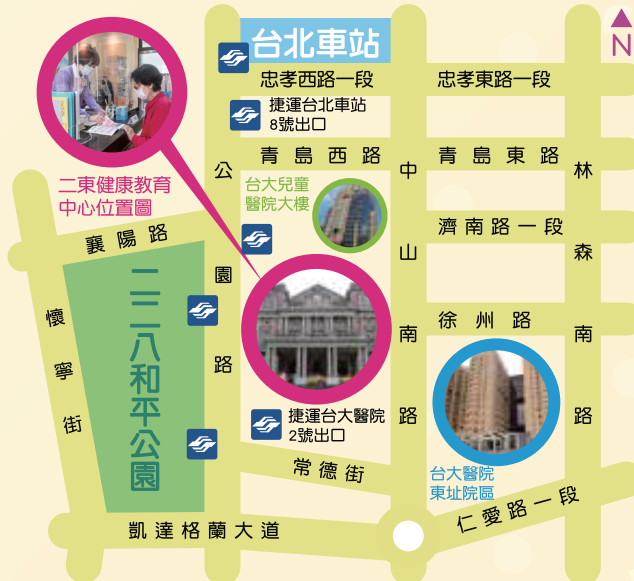 台北車站
N
忠孝西路一段
忠孝東路一段
捷運台北車站
8號出口
青島西路
青島東路
公園路
中山南路
林森南路
二東健康教育
中心位置圖
台大兒童
醫院大樓
濟南路一段
襄陽路
二二八和平公園
懷寧街
徐州路
捷運台大醫院
2號出口
常德街
台大醫院
東址院區
仁愛路一段
凱達格蘭大道